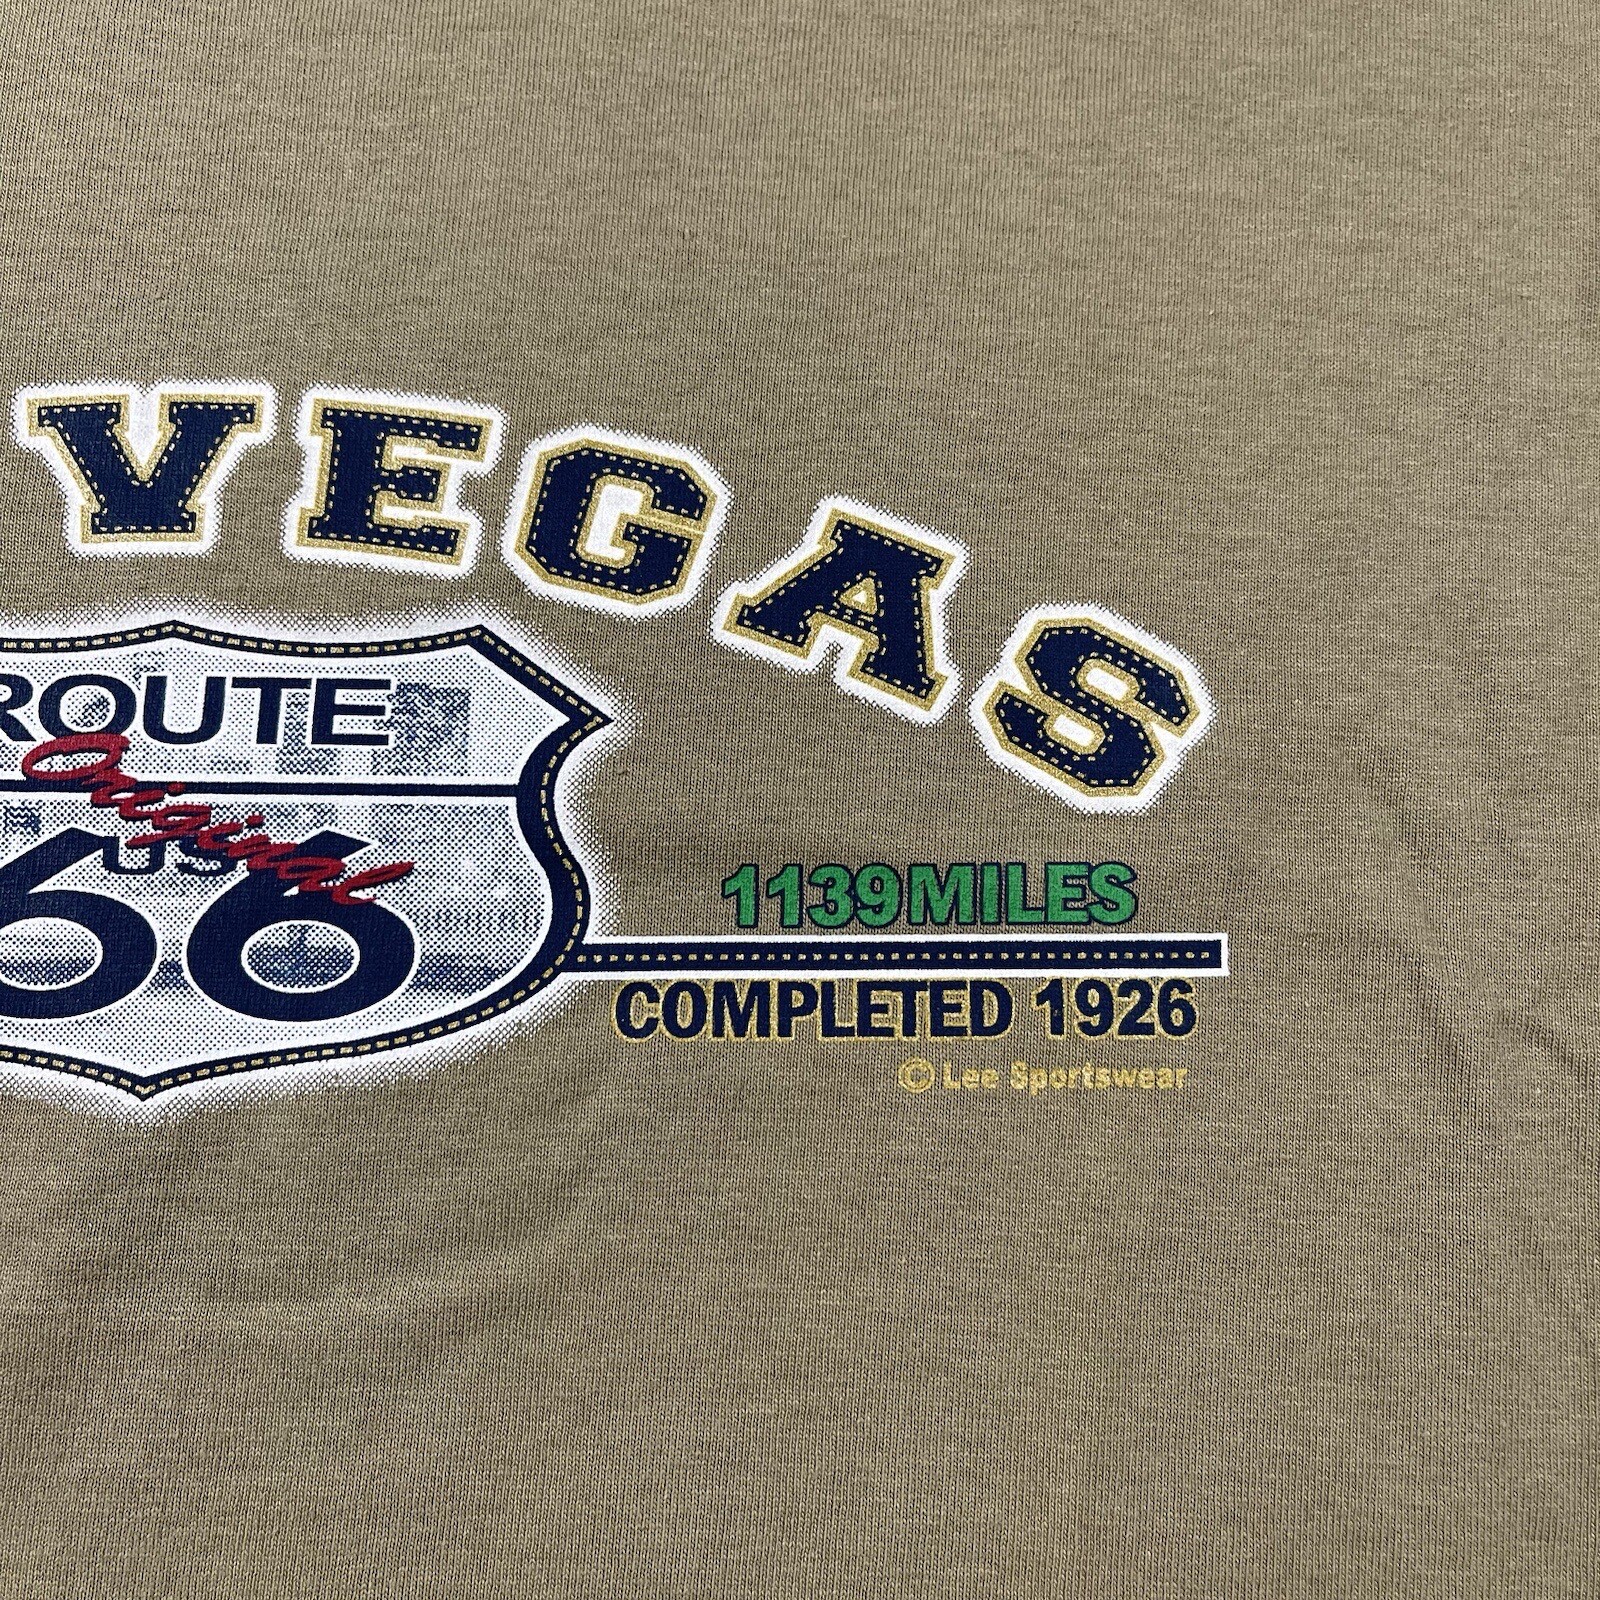 VEGAS
ROUTE
Original
US
66
1139MILES
COMPLETED 1926
© Lee Sportswear